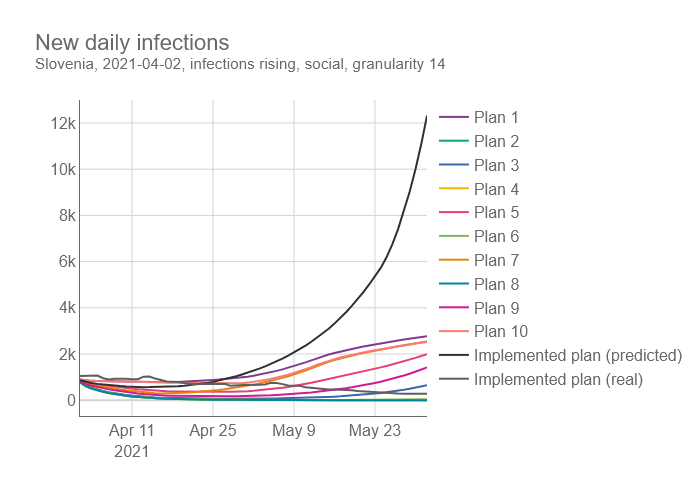 New daily infections
Slovenia, 2021-04-02, infections rising, social, granularity 14
12k
10k
8k
6k
4k
2k
0
Apr 11
2021
Apr 25
May 9
May 23
Plan 1
Plan 2
Plan 3
Plan 4
Plan 5
Plan 6
Plan 7
Plan 8
Plan 9
Plan 10
Implemented plan (predicted)
Implemented plan (real)